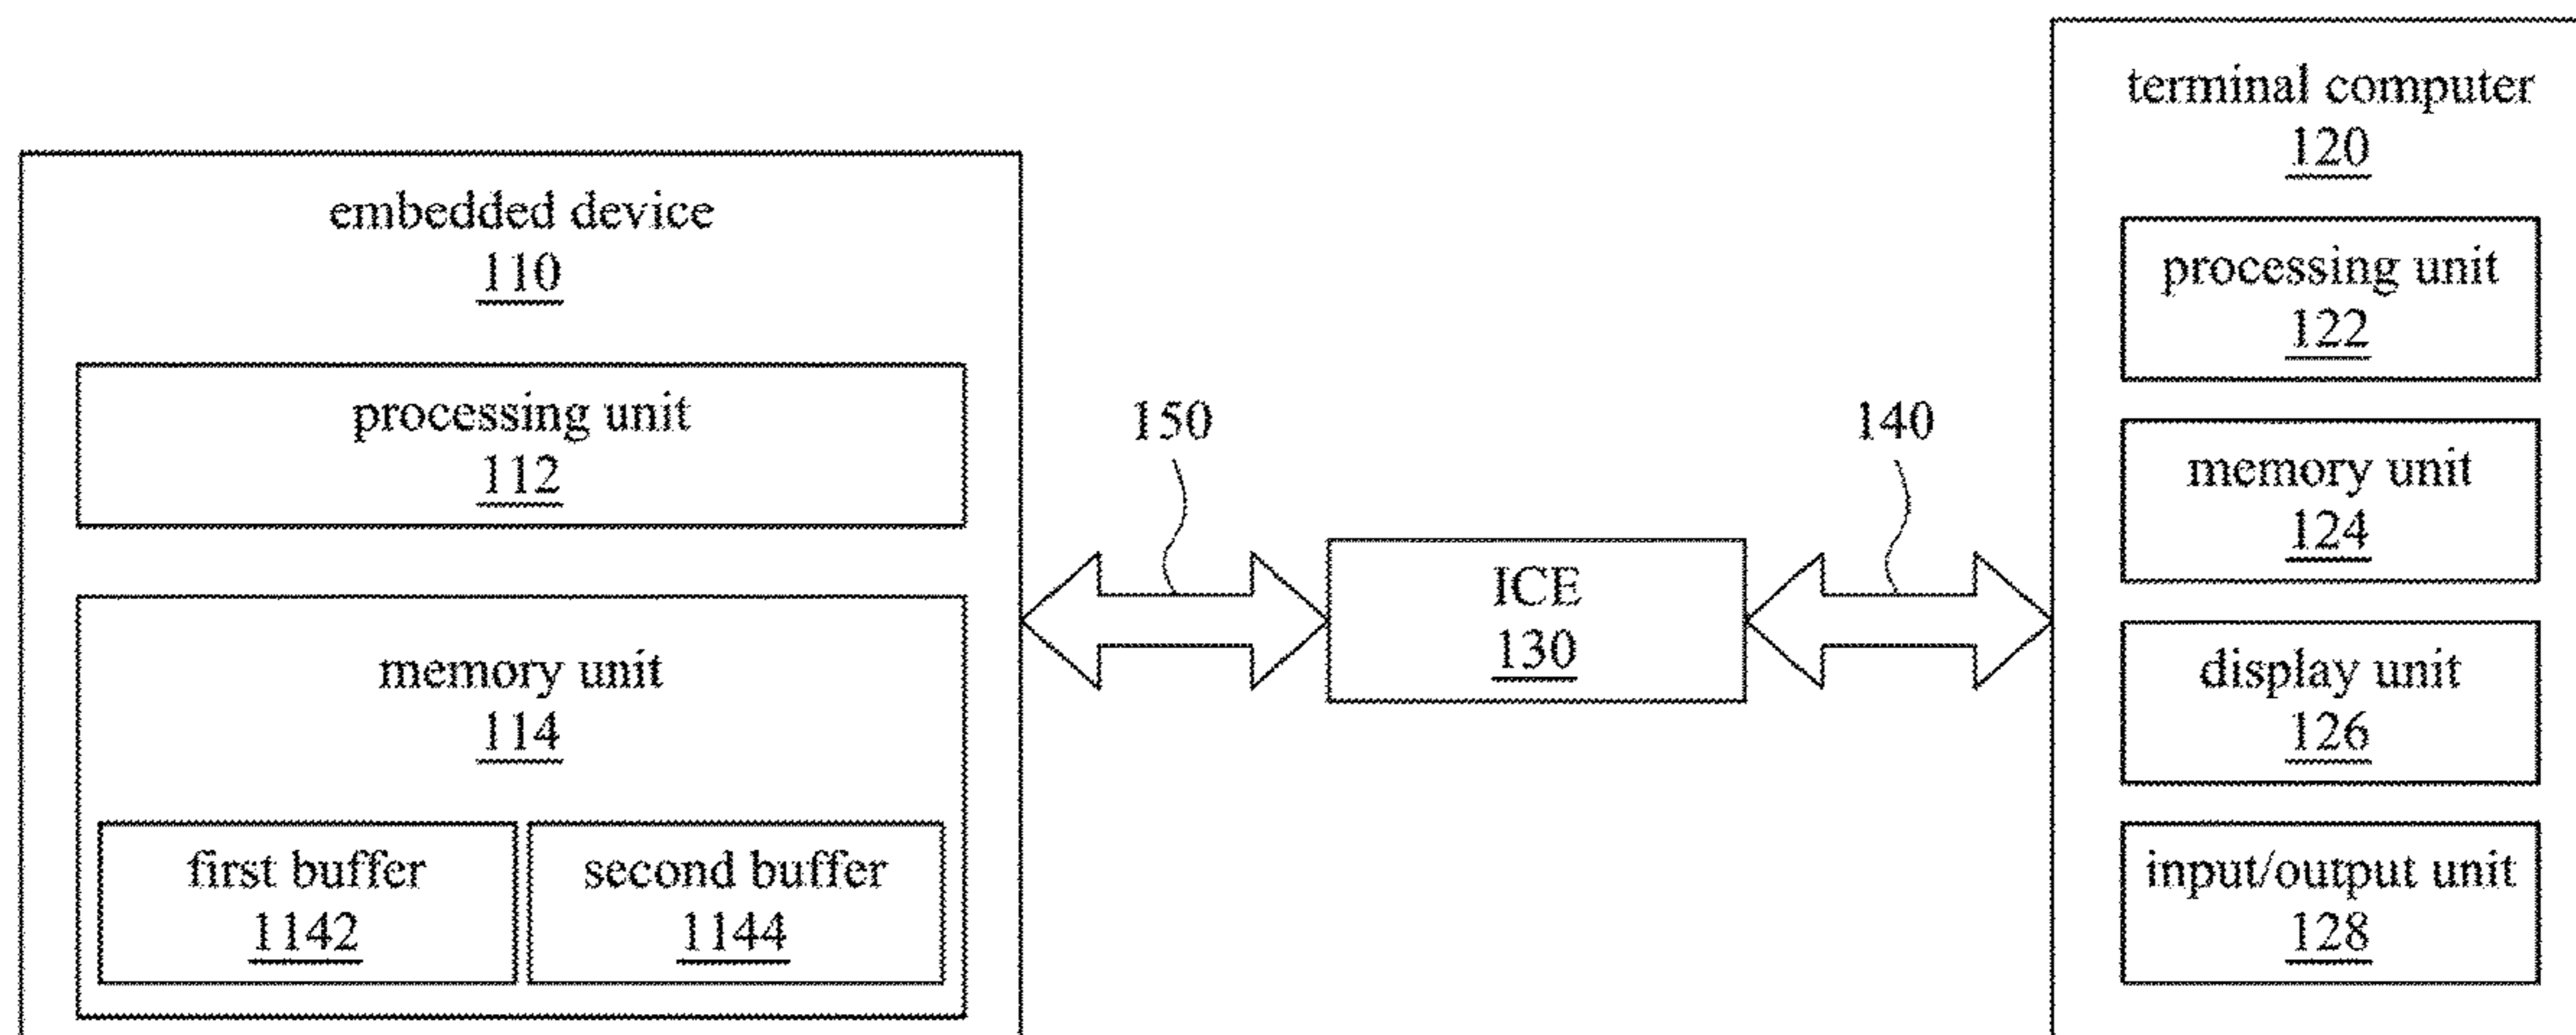 embedded device
110
processing unit
112
memory unit
114
first buffer
1142
second buffer
1144
150
ICE
130
140
terminal computer
120
processing unit
122
memory unit
124
display unit
126
input/output unit
128